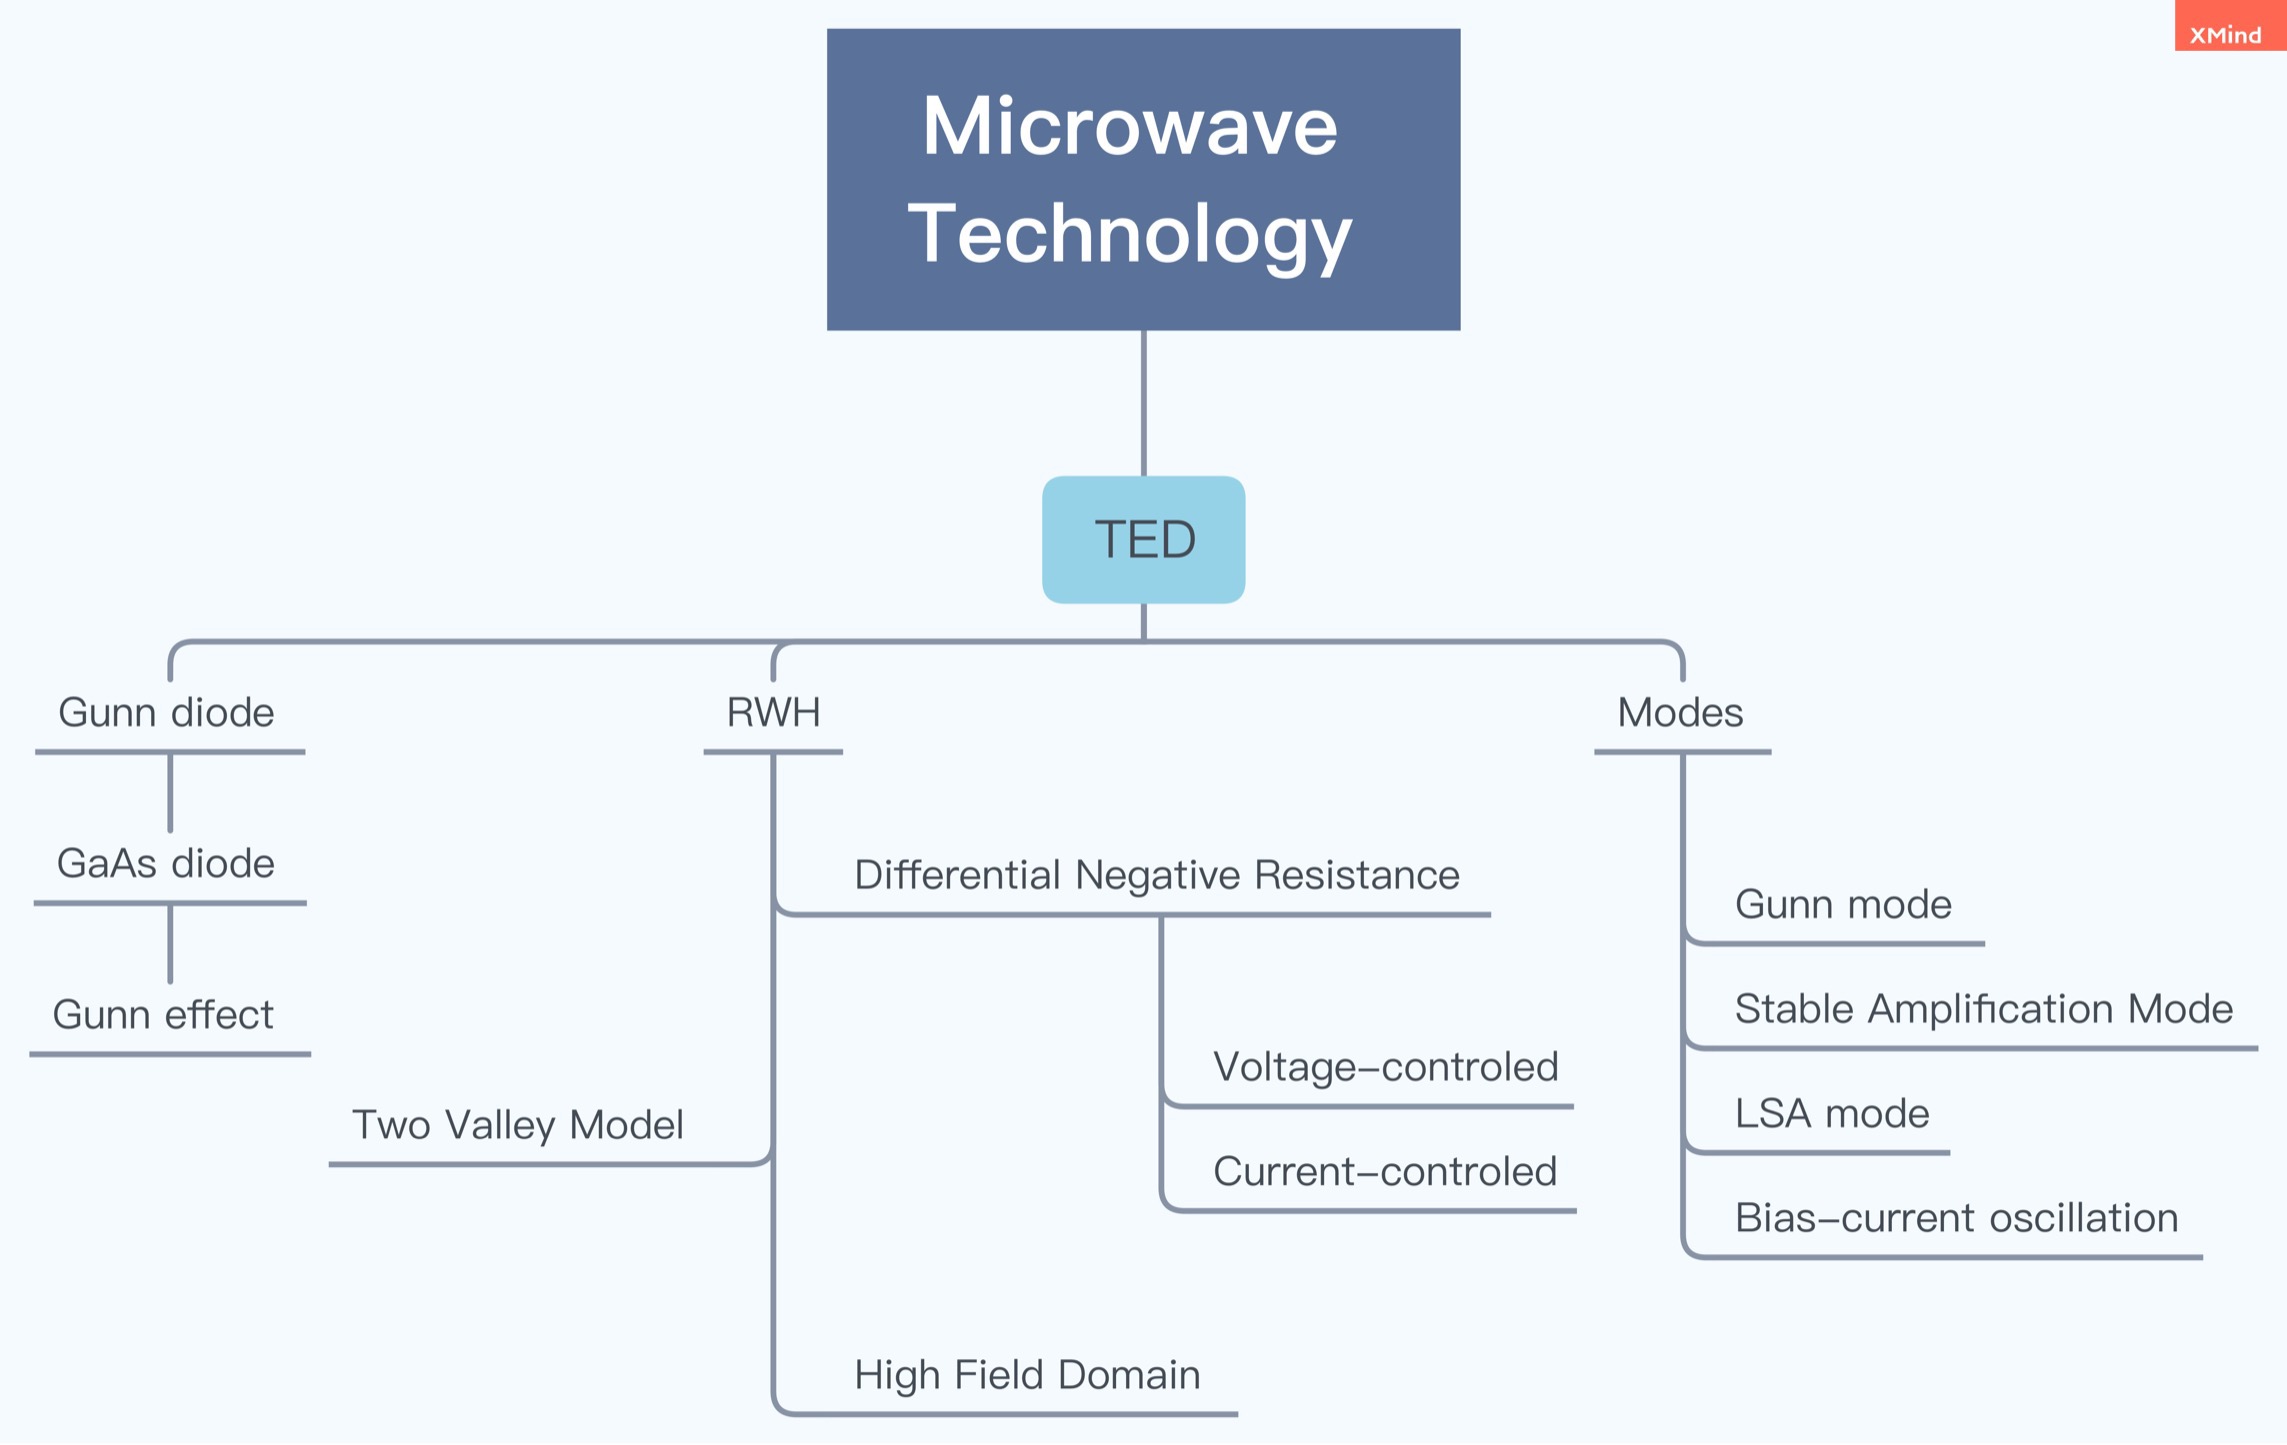 XMind
Microwave
Technology
TED
Gunn diode
RWH
Modes
GaAs diode
Gunn effect
Differential Negative Resistance
Voltage-controled
Current-controled
Two Valley Model
High Field Domain
Gunn mode
Stable Amplification Mode
LSA mode
Bias-current oscillation